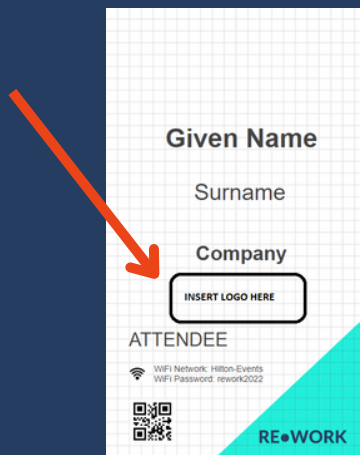 Given Name
Surname
Company
INSERT LOGO HERE
ATTENDEE
WiFi Network: Hilton-Events
WiFi Password: rework2022
RE●WORK